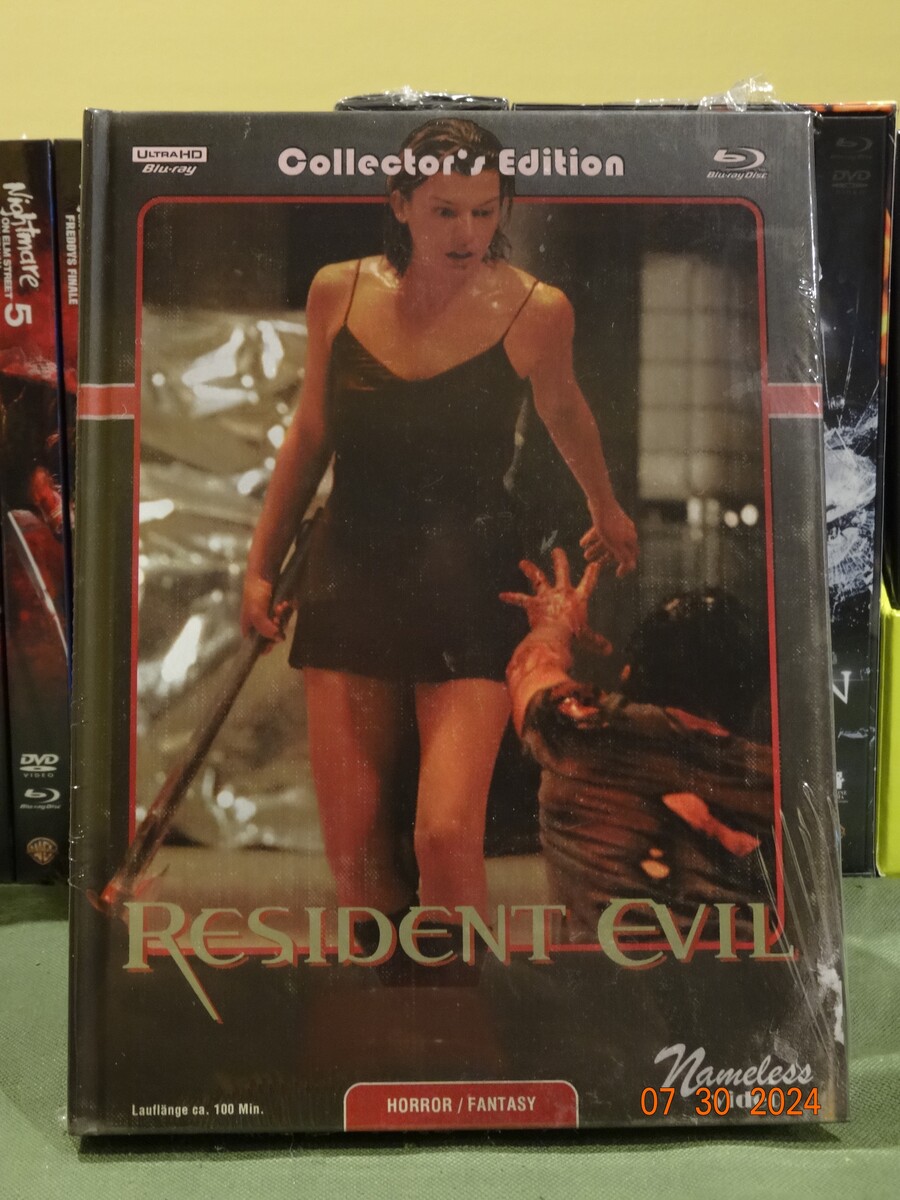 ULTRA HD
Blu-ray
Collector's Edition
Blu-ray Disc
RESIDENT EVIL
Nameless
Lauflänge ca. 100 Min.
HORROR / FANTASY
07 30 2024
Nightmare
ON ELM STREET
5
FREDDYS FINALE
DVD
VIDEO
Blu-ray Disc
DVD
N